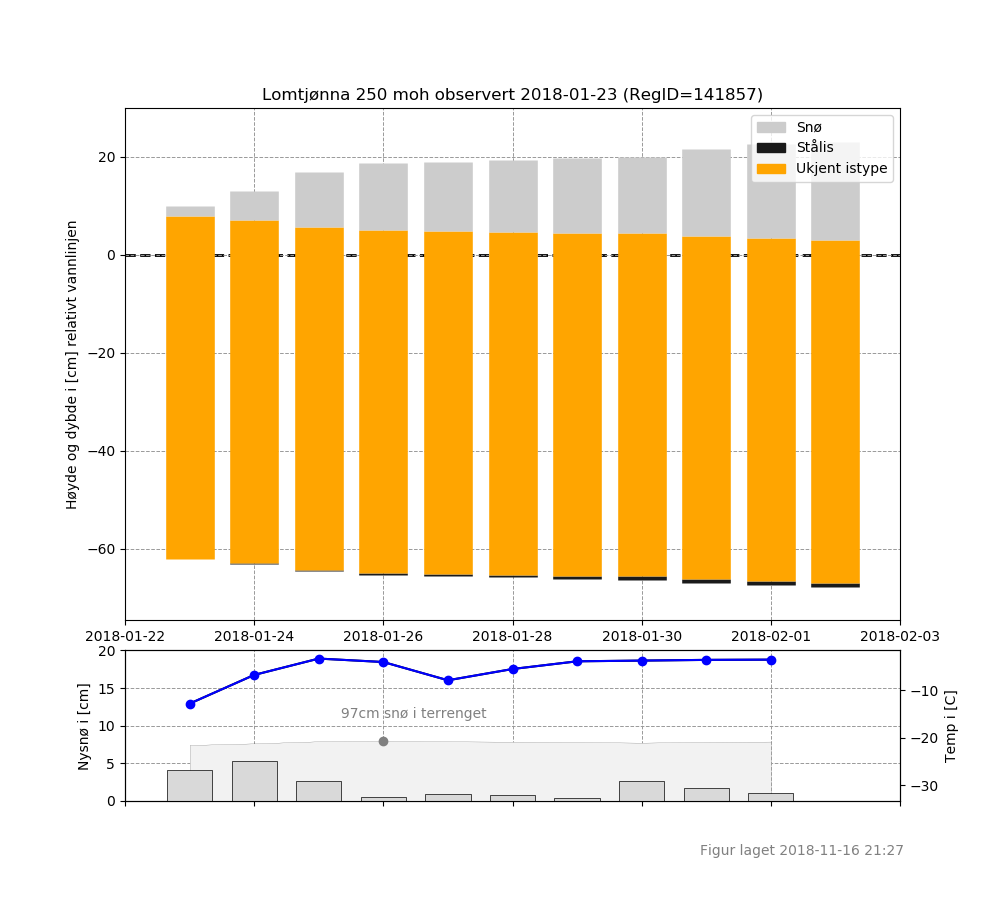 Lomtjønna 250 moh observert 2018-01-23 (RegID=141857)
Snø
Stålis
Ukjent istype
Høyde og dybde i [cm] relativt vannlinjen
20
0
−20
−40
−60
2018-01-22 2018-01-24 2018-01-26 2018-01-28 2018-01-30 2018-02-01 2018-02-03
Nysnø i [cm]
20
15
10
5
0
97cm snø i terrenget
−10
−20
−30
Temp i [C]
Figur laget 2018-11-16 21:27